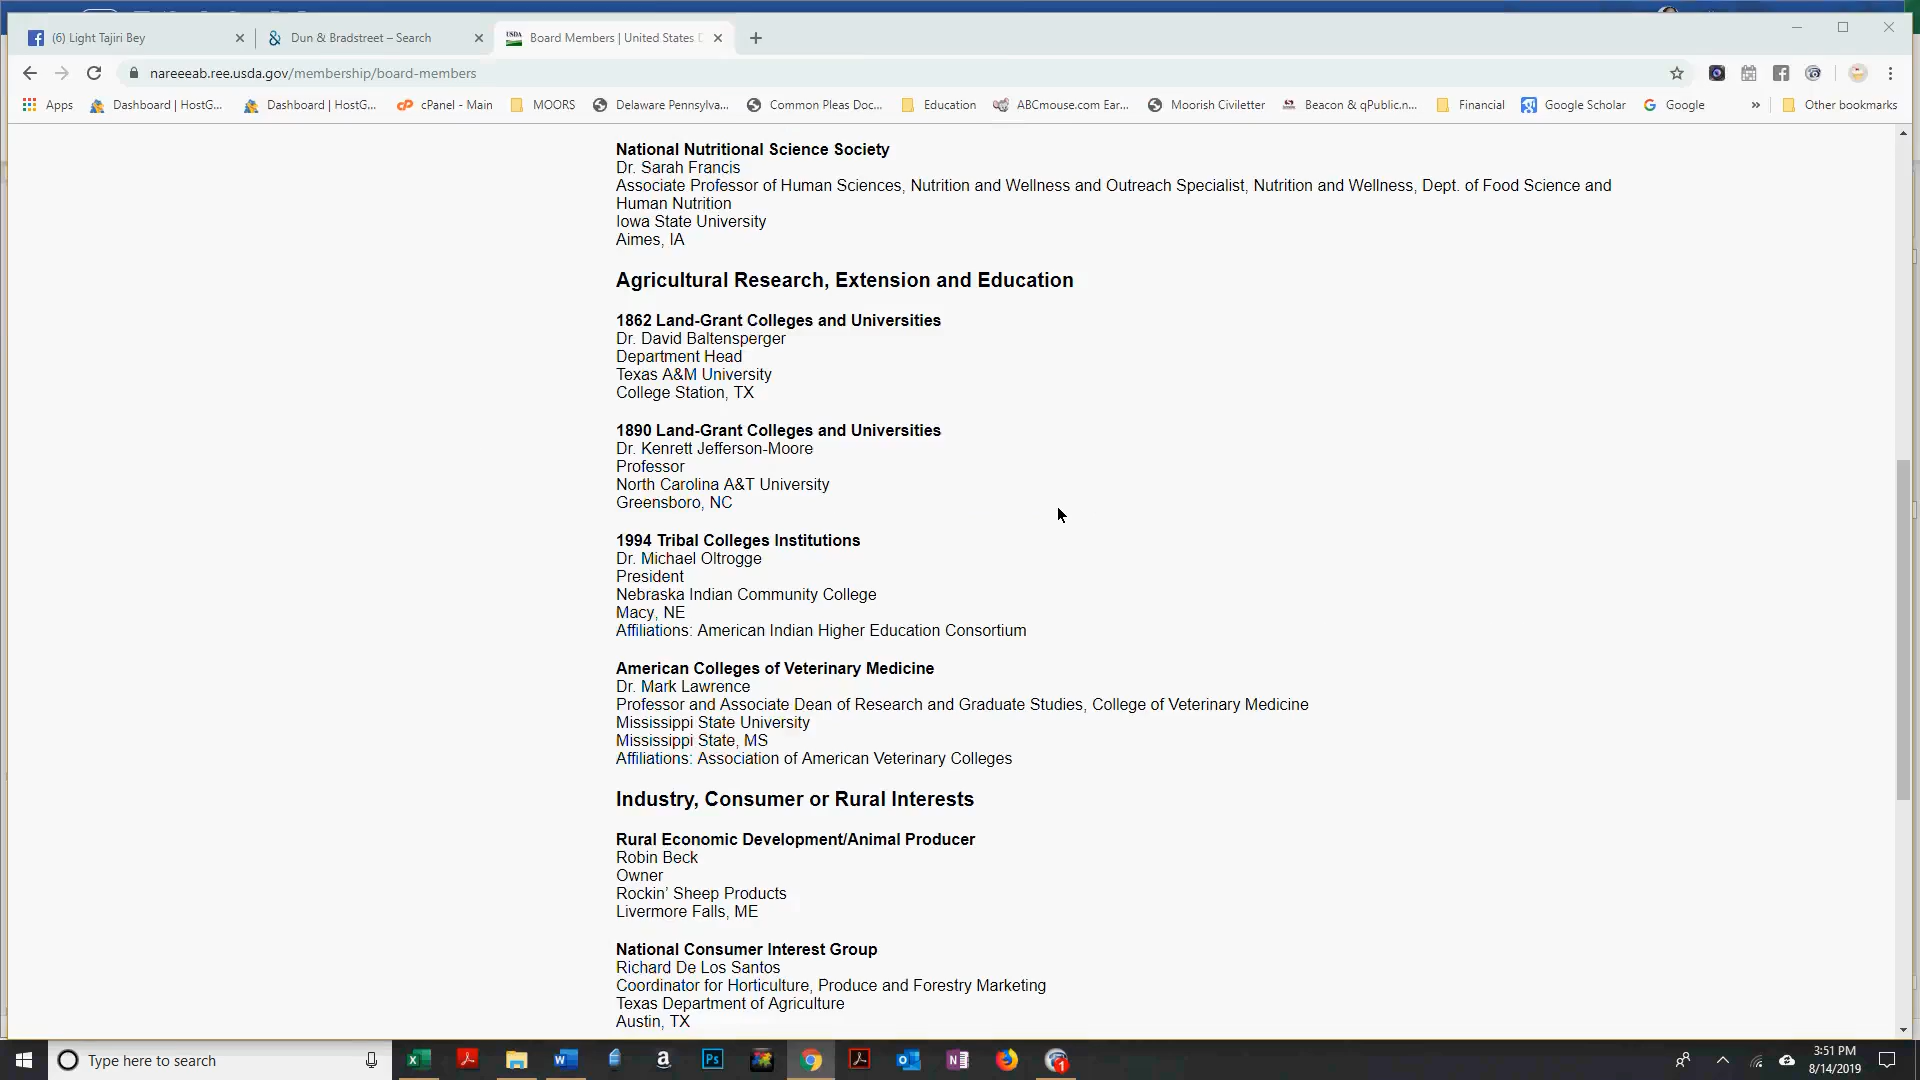 (6) Light Tajiri Bey
Dun & Bradstreet – Search
USDA
Board Members | United States D
nareeeab.ree.usda.gov/membership/board-members
Apps
Dashboard | HostG...
Dashboard | HostG...
cPanel - Main
MOORS
Delaware Pennsylva...
Common Pleas Doc...
Education
ABCmouse.com Ear...
Moorish Civiletter
Beacon & qPublic.n...
Financial
Google Scholar
Google
Other bookmarks
National Nutritional Science Society
Dr. Sarah Francis
Associate Professor of Human Sciences, Nutrition and Wellness and Outreach Specialist, Nutrition and Wellness, Dept. of Food Science and
Human Nutrition
Iowa State University
Aimes, IA
Agricultural Research, Extension and Education
1862 Land-Grant Colleges and Universities
Dr. David Baltensperger
Department Head
Texas A&M University
College Station, TX
1890 Land-Grant Colleges and Universities
Dr. Kenrett Jefferson-Moore
Professor
North Carolina A&T University
Greensboro, NC
1994 Tribal Colleges Institutions
Dr. Michael Oltrogge
President
Nebraska Indian Community College
Macy, NE
Affiliations: American Indian Higher Education Consortium
American Colleges of Veterinary Medicine
Dr. Mark Lawrence
Professor and Associate Dean of Research and Graduate Studies, College of Veterinary Medicine
Mississippi State University
Mississippi State, MS
Affiliations: Association of American Veterinary Colleges
Industry, Consumer or Rural Interests
Rural Economic Development/Animal Producer
Robin Beck
Owner
Rockin’ Sheep Products
Livermore Falls, ME
National Consumer Interest Group
Richard De Los Santos
Coordinator for Horticulture, Produce and Forestry Marketing
Texas Department of Agriculture
Austin, TX
Type here to search
3:51 PM
8/14/2019